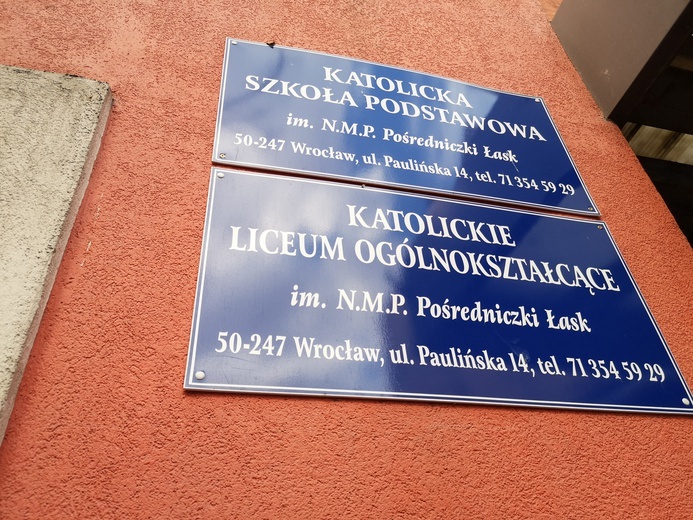 KATOLICKA
SZKOŁA PODSTAWOWA
im. N.M.P. Pośredniczki Łask
50-247 Wrocław, ul. Paulińska 14, tel. 71 354 59 29
KATOLICKIE
LICEUM OGÓLNOKSZTAŁCĄCE
im. N.M.P. Pośredniczki Łask
50-247 Wrocław, ul. Paulińska 14, tel. 71 354 59 29